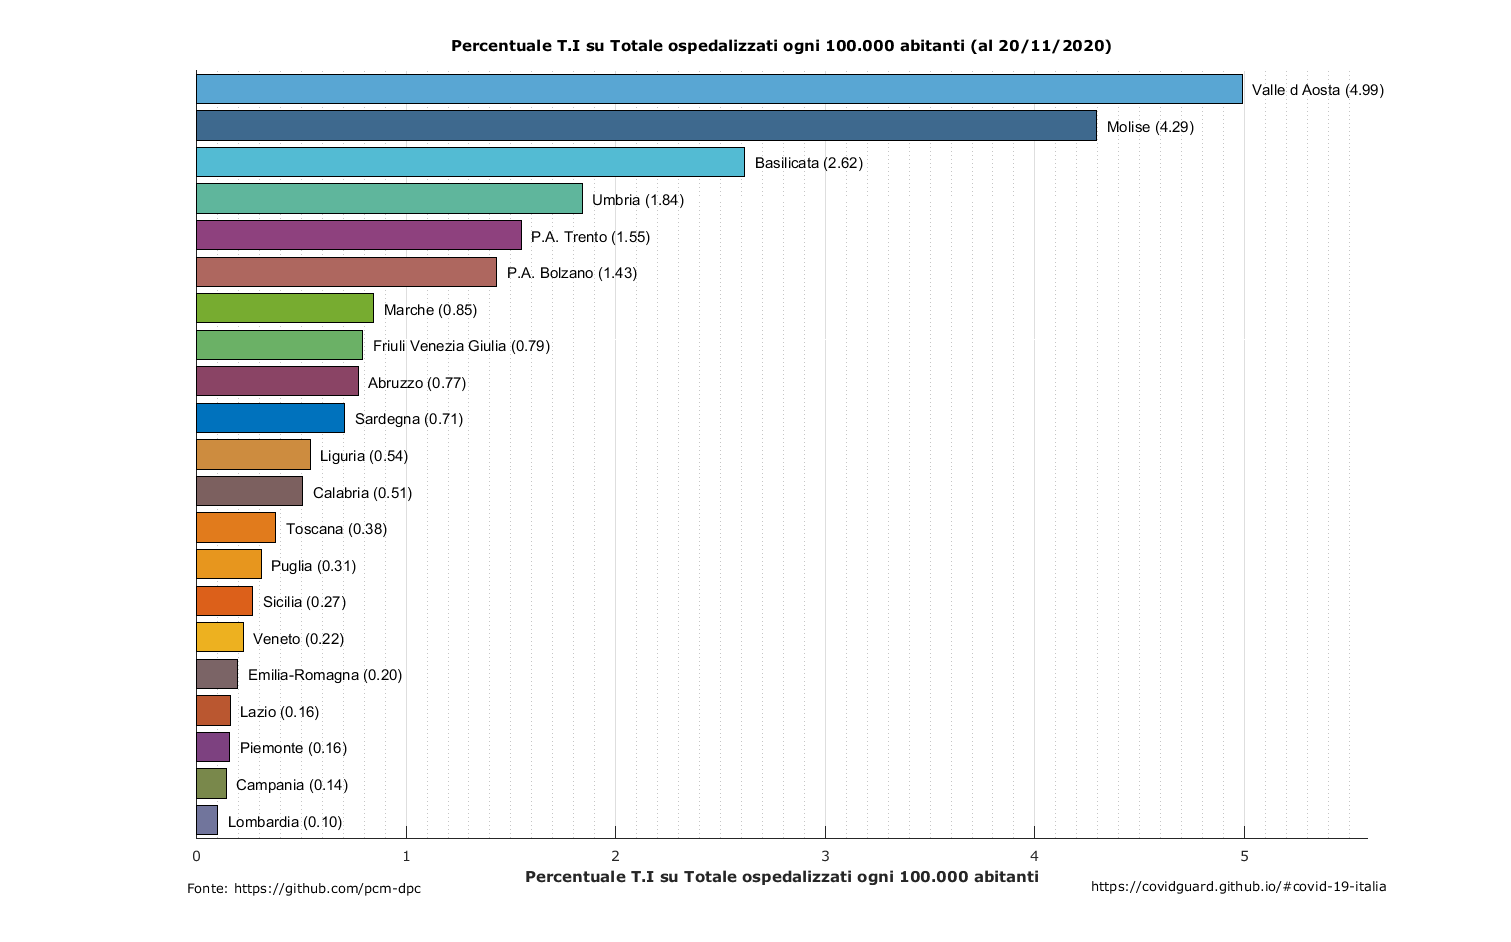 Percentuale T.I su Totale ospedalizzati ogni 100.000 abitanti (al 20/11/2020)
Valle d Aosta (4.99)
Molise (4.29)
Basilicata (2.62)
Umbria (1.84)
P.A. Trento (1.55)
P.A. Bolzano (1.43)
Marche (0.85)
Friuli Venezia Giulia (0.79)
Abruzzo (0.77)
Sardegna (0.71)
Liguria (0.54)
Calabria (0.51)
Toscana (0.38)
Puglia (0.31)
Sicilia (0.27)
Veneto (0.22)
Emilia-Romagna (0.20)
Lazio (0.16)
Piemonte (0.16)
Campania (0.14)
Lombardia (0.10)
0 1 2 3 4 5
Percentuale T.I su Totale ospedalizzati ogni 100.000 abitanti
Fonte: https://github.com/pcm-dpc
https://covidguard.github.io/#covid-19-italia